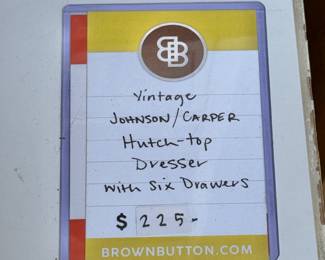 BB
Vintage
JOHNSON/CARPER
Hutch-top
Dresser
with Six Drawers
$ 225-
BROWNBUTTON.COM